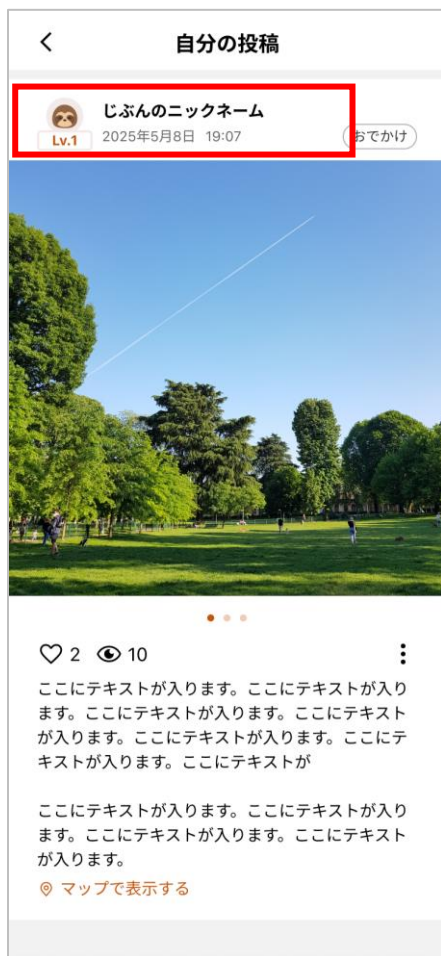 自分の投稿
じぶんのニックネーム
Lv.1
2025年5月8日 19:07
おでかけ
2
10
ここにテキストが入ります。ここにテキストが入り
ます。ここにテキストが入ります。ここにテキスト
が入ります。ここにテキストが入ります。ここにテ
キストが入ります。ここにテキストが
ここにテキストが入ります。ここにテキストが入り
ます。ここにテキストが入ります。ここにテキスト
が入ります。
マップで表示する